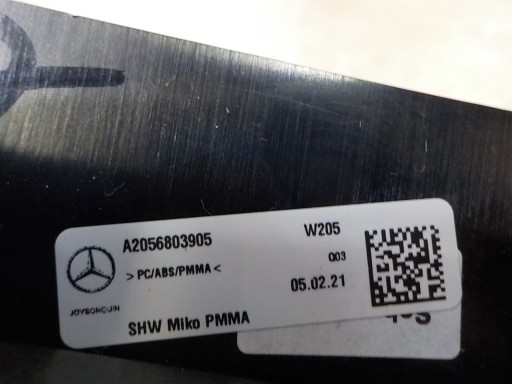 A2056803905 W205
>PC/ABS/PMMA< 003
05.02.21
JOYSONQUIN
SHW Miko PMMA